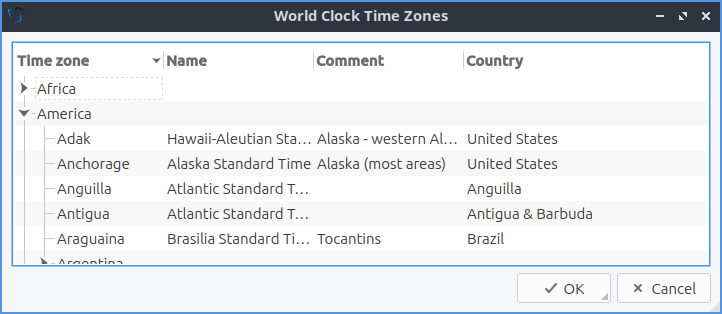 World Clock Time Zones
Time zone Name Comment Country
Africa
America
Adak Hawaii-Aleutian Sta... Alaska - western Al... United States
Anchorage Alaska Standard Time Alaska (most areas) United States
Anguilla Atlantic Standard T... Anguilla
Antigua Atlantic Standard T... Antigua & Barbuda
Araguaina Brasilia Standard Ti... Tocantins Brazil
Argentina
OK Cancel